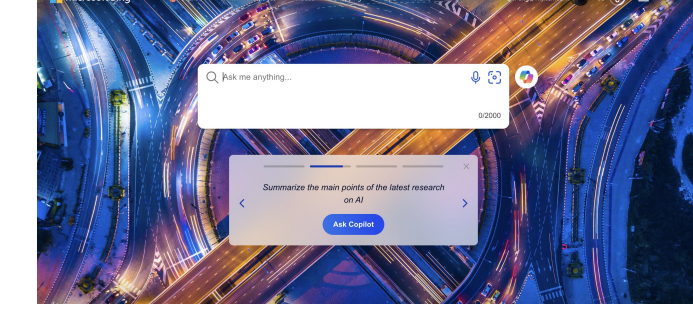 Ask me anything...
0/2000
Summarize the main points of the latest research
on AI
Ask Copilot